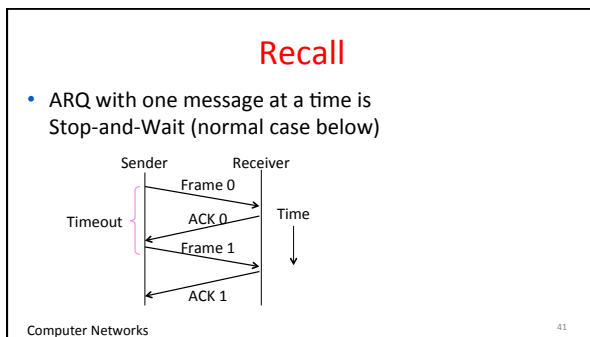 Recall
• ARQ with one message at a time is
Stop-and-Wait (normal case below)
Sender Receiver
Frame 0
Timeout ACK 0 Time
Frame 1
ACK 1
Computer Networks 41